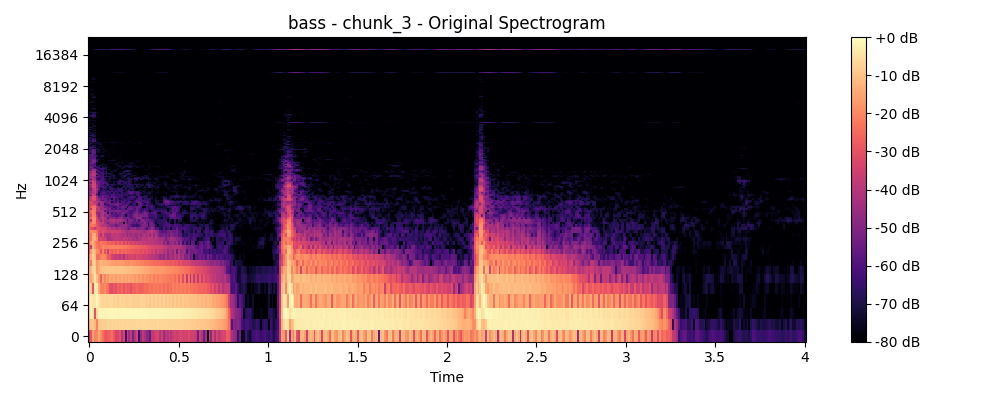 bass - chunk_3 - Original Spectrogram
Hz
16384
8192
4096
2048
1024
512
256
128
64
0
0 0.5 1 1.5 2 2.5 3 3.5 4
Time
+0 dB
-10 dB
-20 dB
-30 dB
-40 dB
-50 dB
-60 dB
-70 dB
-80 dB